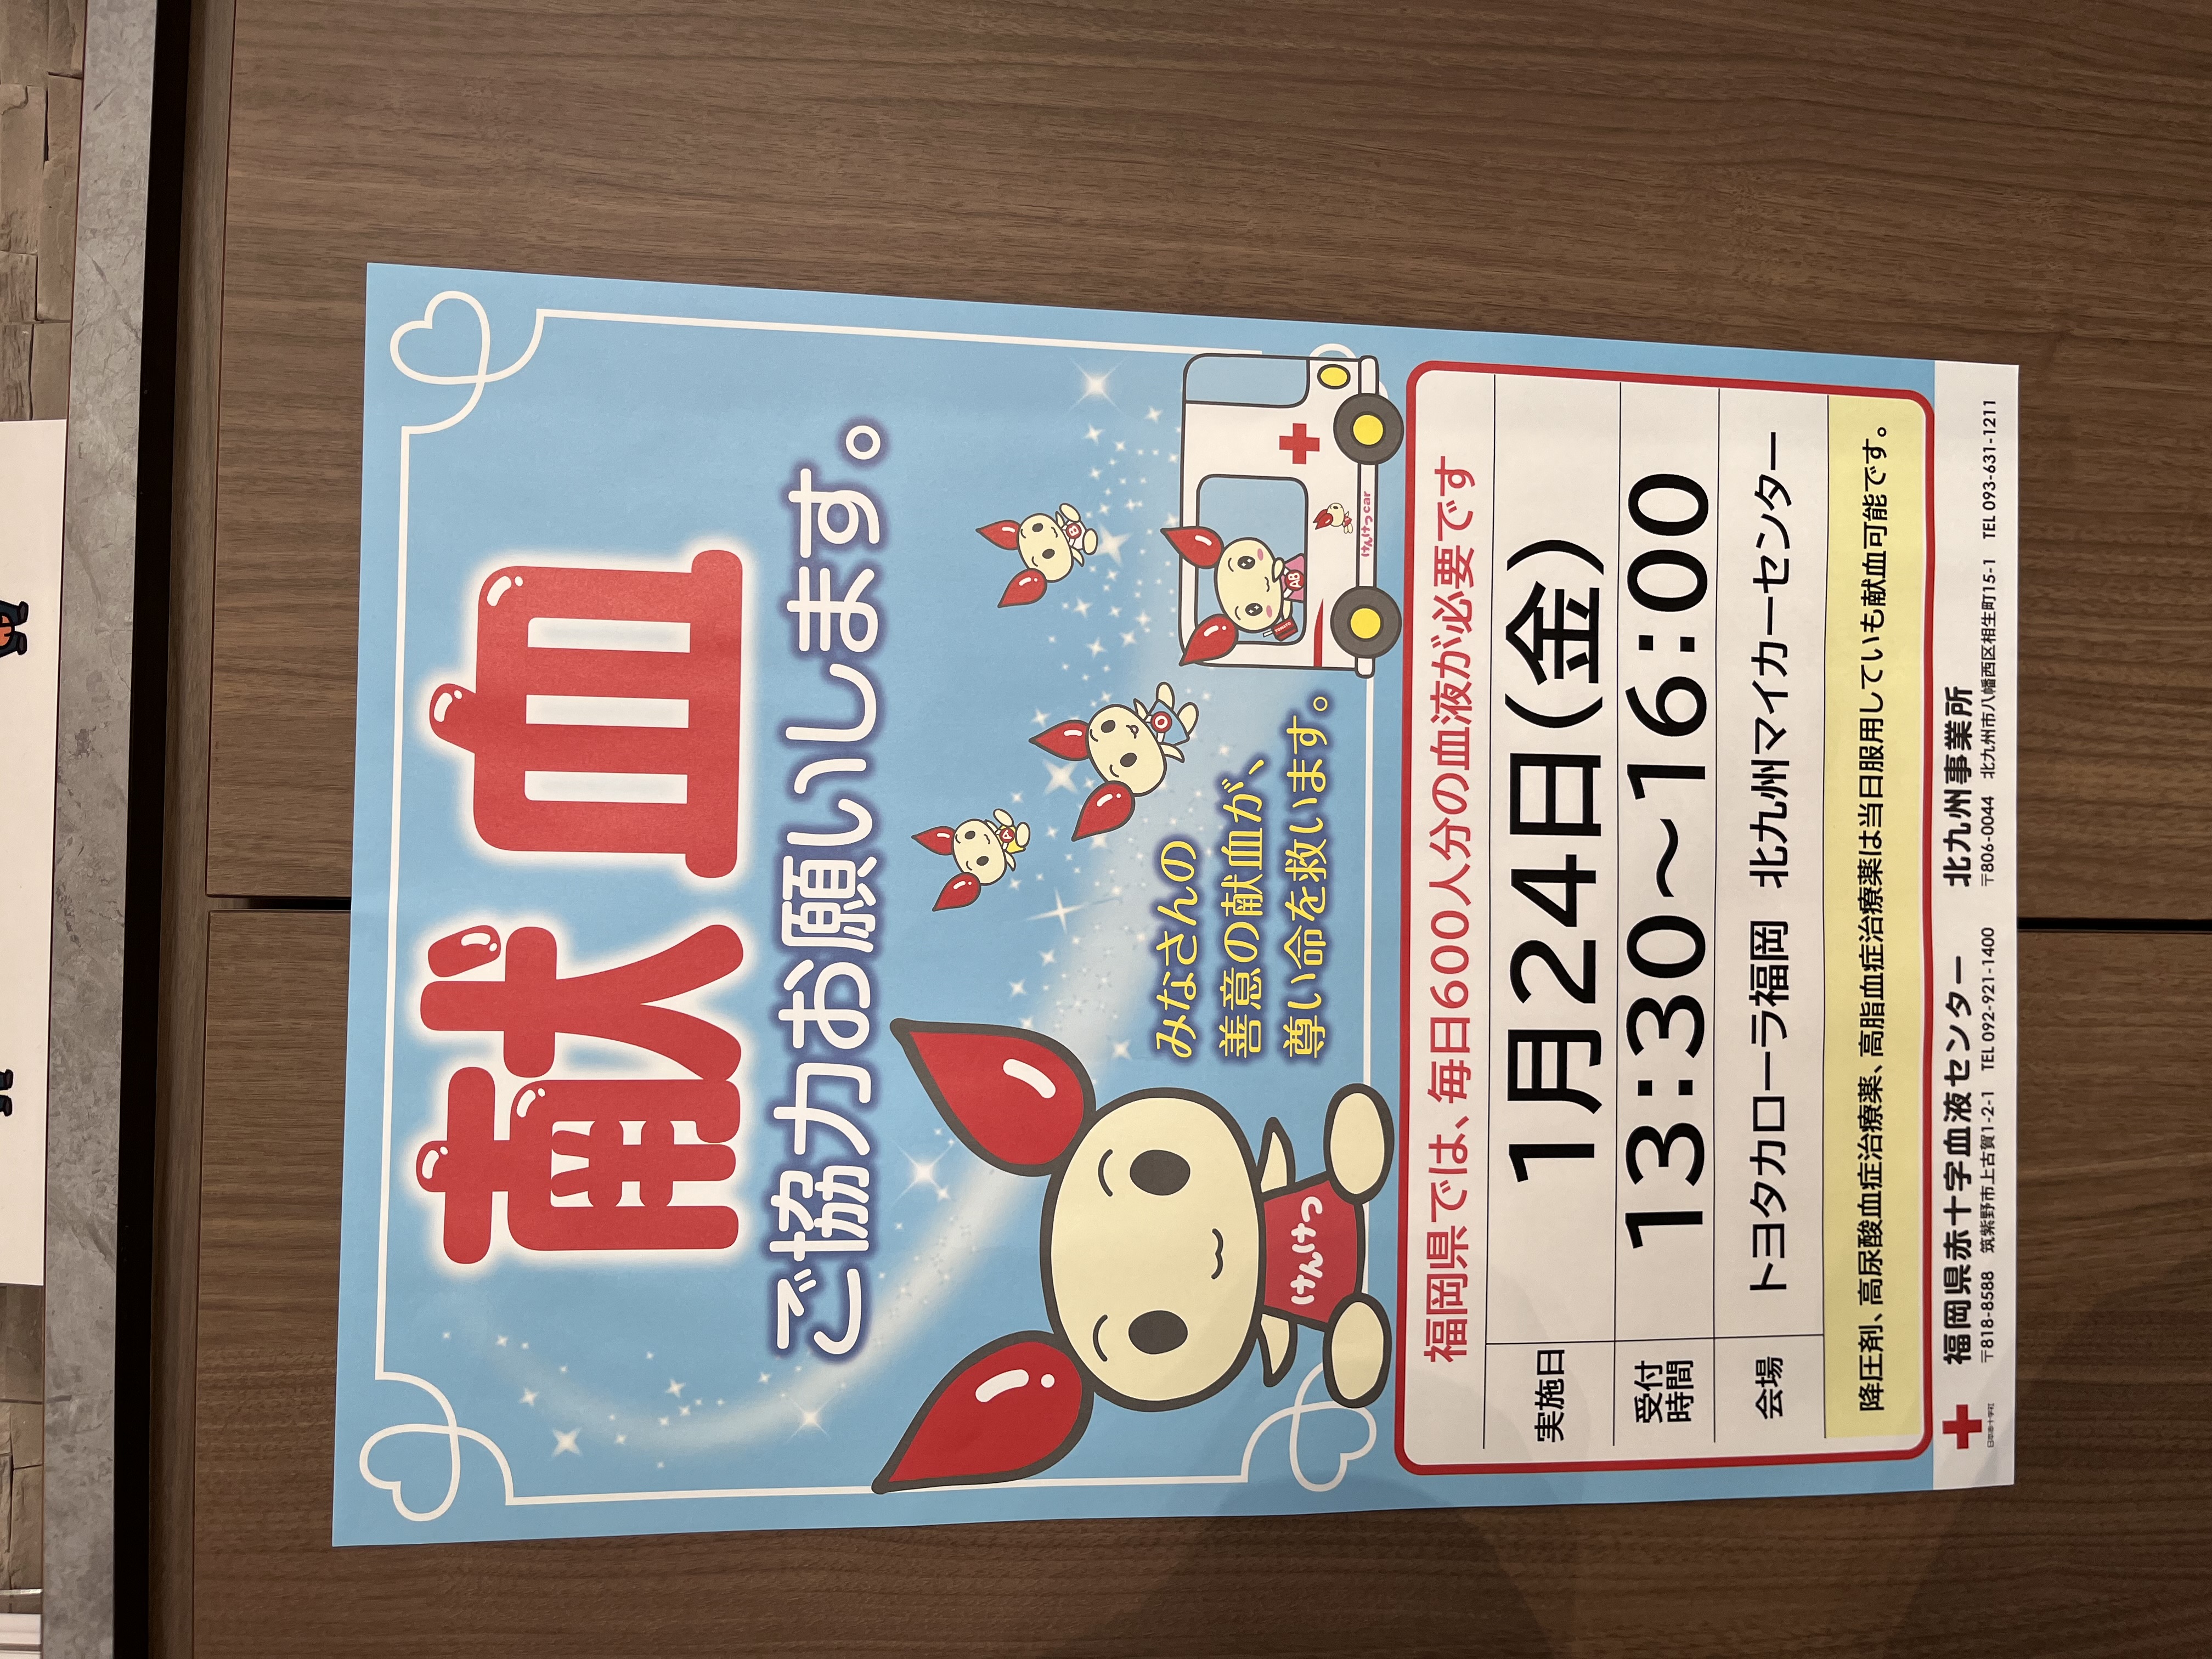 献血
ご協力お願いします。
みなさんの
善意の献血が、
尊い命を救います。
けんけつ
A
O
B
AB
けんけつcar
福岡県では、毎日600人分の血液が必要です
実施日 1月24日(金)
受付時間 13:30～16:00
会場 トヨタカローラ福岡 北九州マイカーセンター
降圧剤、高尿酸血症治療薬、高脂血症治療薬は当日服用していても献血可能です。
日本赤十字社
福岡県赤十字血液センター 北九州事業所
〒818-8588 筑紫野市上古賀1-2-1 TEL 092-921-1400 〒806-0044 北九州市八幡西区相生町15-1 TEL 093-631-1211